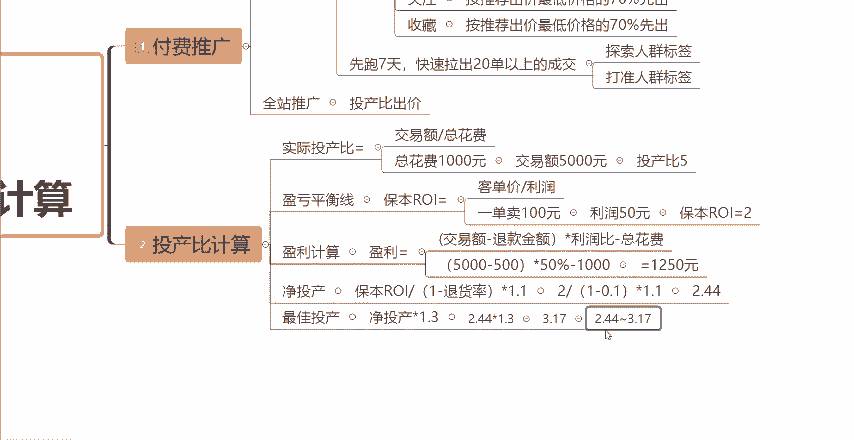 按推荐出价最低价格的70%先出
收藏 按推荐出价最低价格的70%先出
1. 付费推广
先跑7天，快速拉出20单以上的成交
探索人群标签
打准人群标签
全站推广 投产比出价
计算
2. 投产比计算
实际投产比=
交易额/总花费
总花费1000元 交易额5000元 投产比5
盈亏平衡线 保本ROI=
客单价/利润
一单卖100元 利润50元 保本ROI=2
盈利计算 盈利=
(交易额-退款金额）*利润比-总花费
（5000-500）*50%-1000 =1250元
净投产 保本ROI/（1-退货率）*1.1 2/（1-0.1）*1.1 2.44
最佳投产 净投产*1.3 2.44*1.3 3.17 2.44~3.17